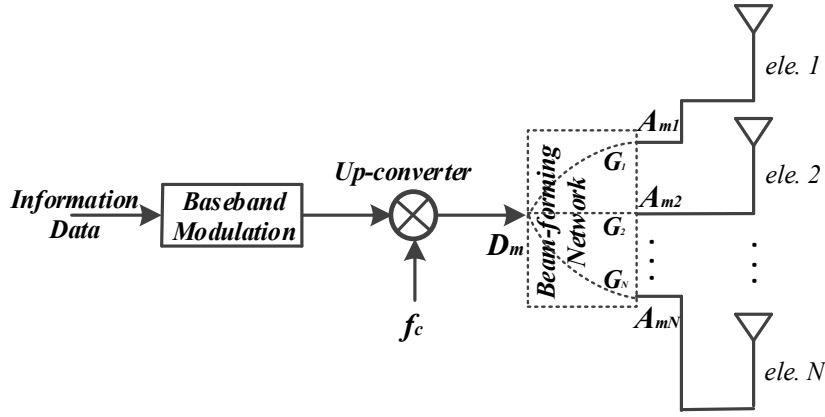 Information
Data
Baseband
Modulation
Up-converter
f_c
D_m
Beam-forming
Network
G_1
G_2
G_N
A_m1
A_m2
A_mN
ele. 1
ele. 2
ele. N